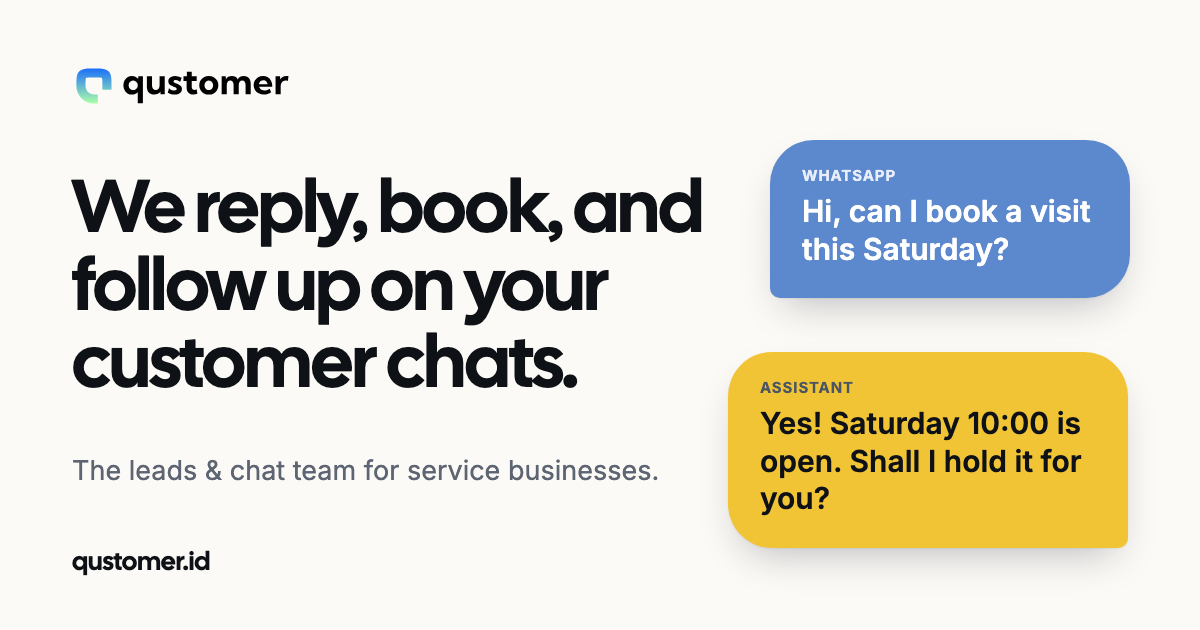 qustomer
We reply, book, and
follow up on your
customer chats.
The leads & chat team for service businesses.
qustomer.id
WHATSAPP
Hi, can I book a visit
this Saturday?
ASSISTANT
Yes! Saturday 10:00 is
open. Shall I hold it for
you?